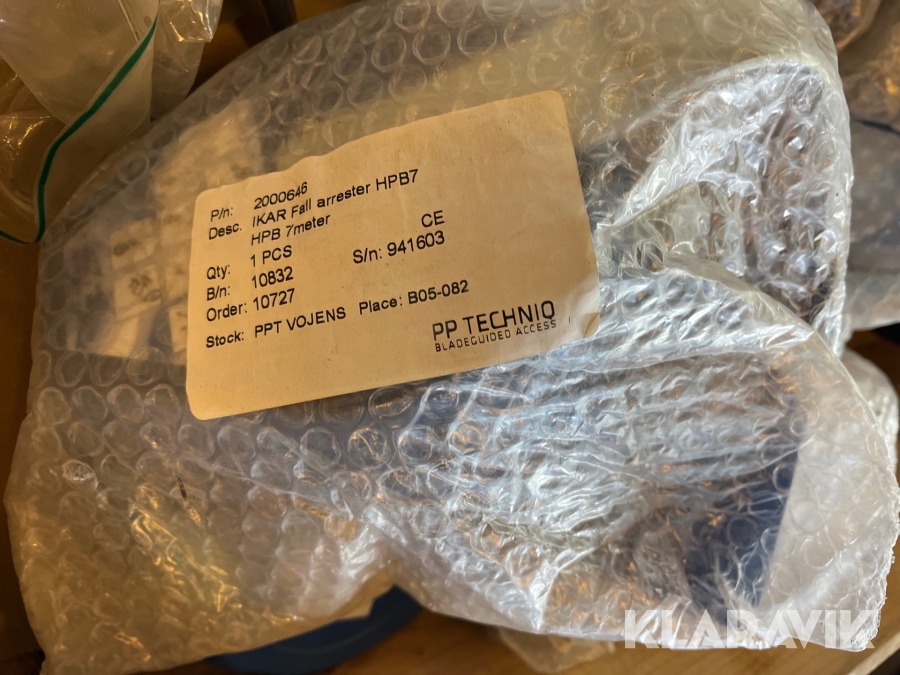 P/n: 2000646
Desc. IKAR Fall arrester HPB7
HPB 7meter
Qty: 1 PCS CE
B/n: 10832 S/n: 941603
Order: 10727
Stock: PPT VOJENS Place: B05-082
PP TECHNIQ
BLADEGUIDED ACCESS
KLARAVIK